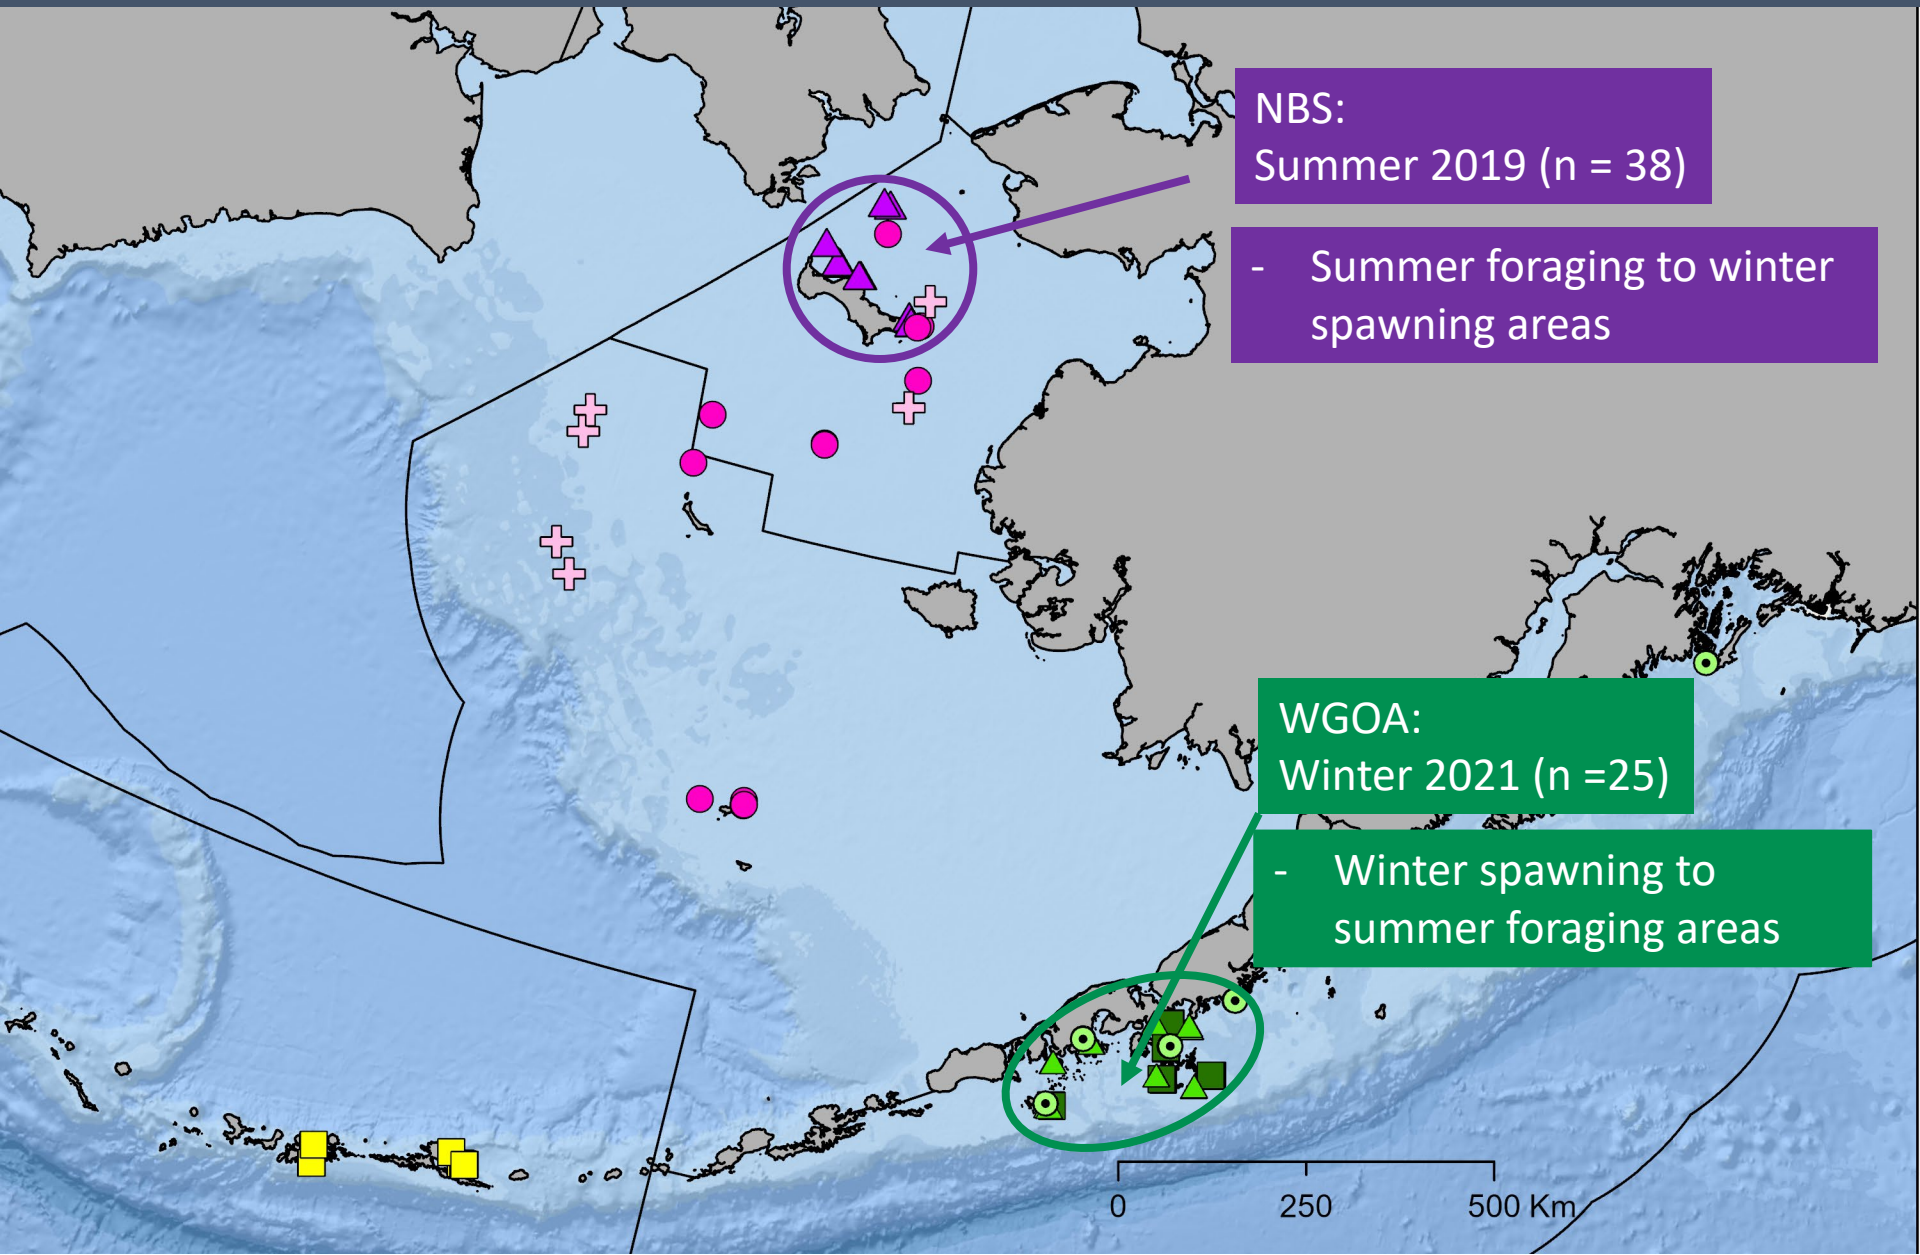 NBS:
Summer 2019 (n = 38)
- Summer foraging to winter
spawning areas
WGOA:
Winter 2021 (n =25)
- Winter spawning to
summer foraging areas
0 250 500 Km